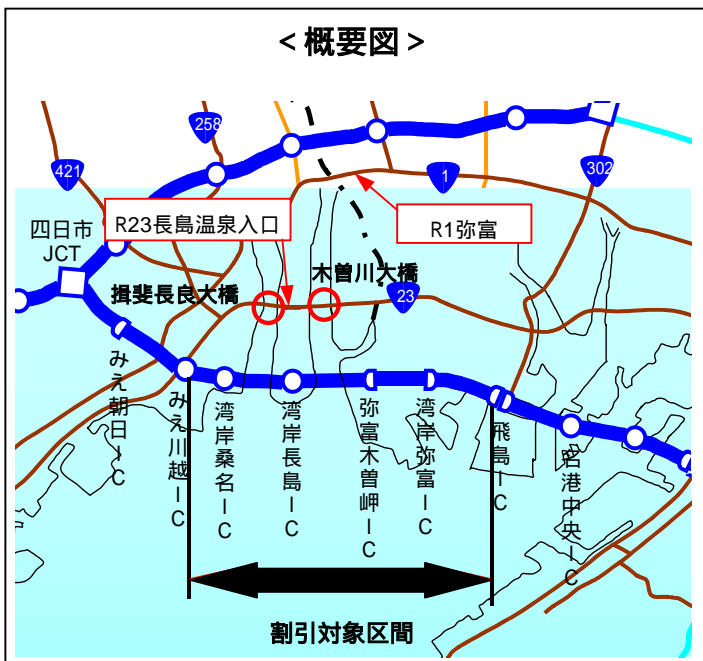 <概要図>
258
421
1
302
四日市
JCT
R23長島温泉入口
R1弥富
揖斐長良大橋
木曽川大橋
23
みえ朝日IC
みえ川越IC
湾岸桑名IC
湾岸長島IC
弥富木曽岬IC
湾岸弥富IC
飛島IC
名港中央IC
割引対象区間